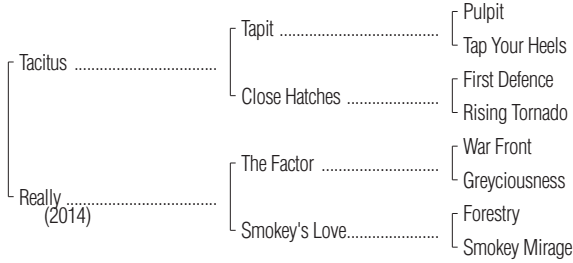 Pulpit
Tapit
Tap Your Heels
Tacitus ....................................
First Defence
Close Hatches .......................
Rising Tornado
War Front
The Factor .............................
Greyciousness
Really ......................................
(2014)
Forestry
Smokey's Love.......................
Smokey Mirage